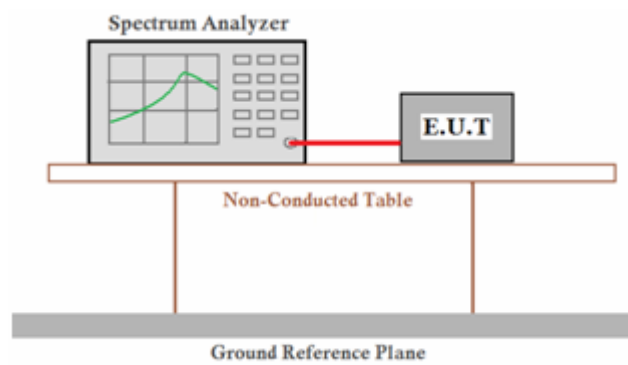 Spectrum Analyzer
E.U.T
Non-Conducted Table
Ground Reference Plane